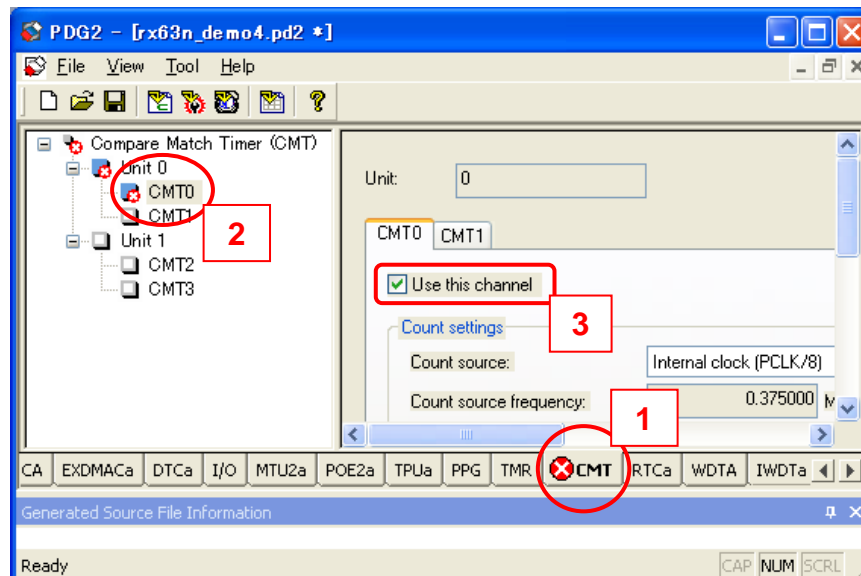 PDG2 - [rx63n_demo4.pd2 *]
File View Tool Help
Compare Match Timer (CMT)
Unit 0
CMT0
CMT1
2
Unit 1
CMT2
CMT3
Unit: 0
CMT0 CMT1
Use this channel
3
Count settings
Count source: Internal clock (PCLK/8)
Count source frequency: 0.375000 M
1
CA EXDMACa DTCa I/O MTU2a POE2a TPUa PPG TMR CMT RTCa WDTA IWDTa
Generated Source File Information
Ready CAP NUM SCRL